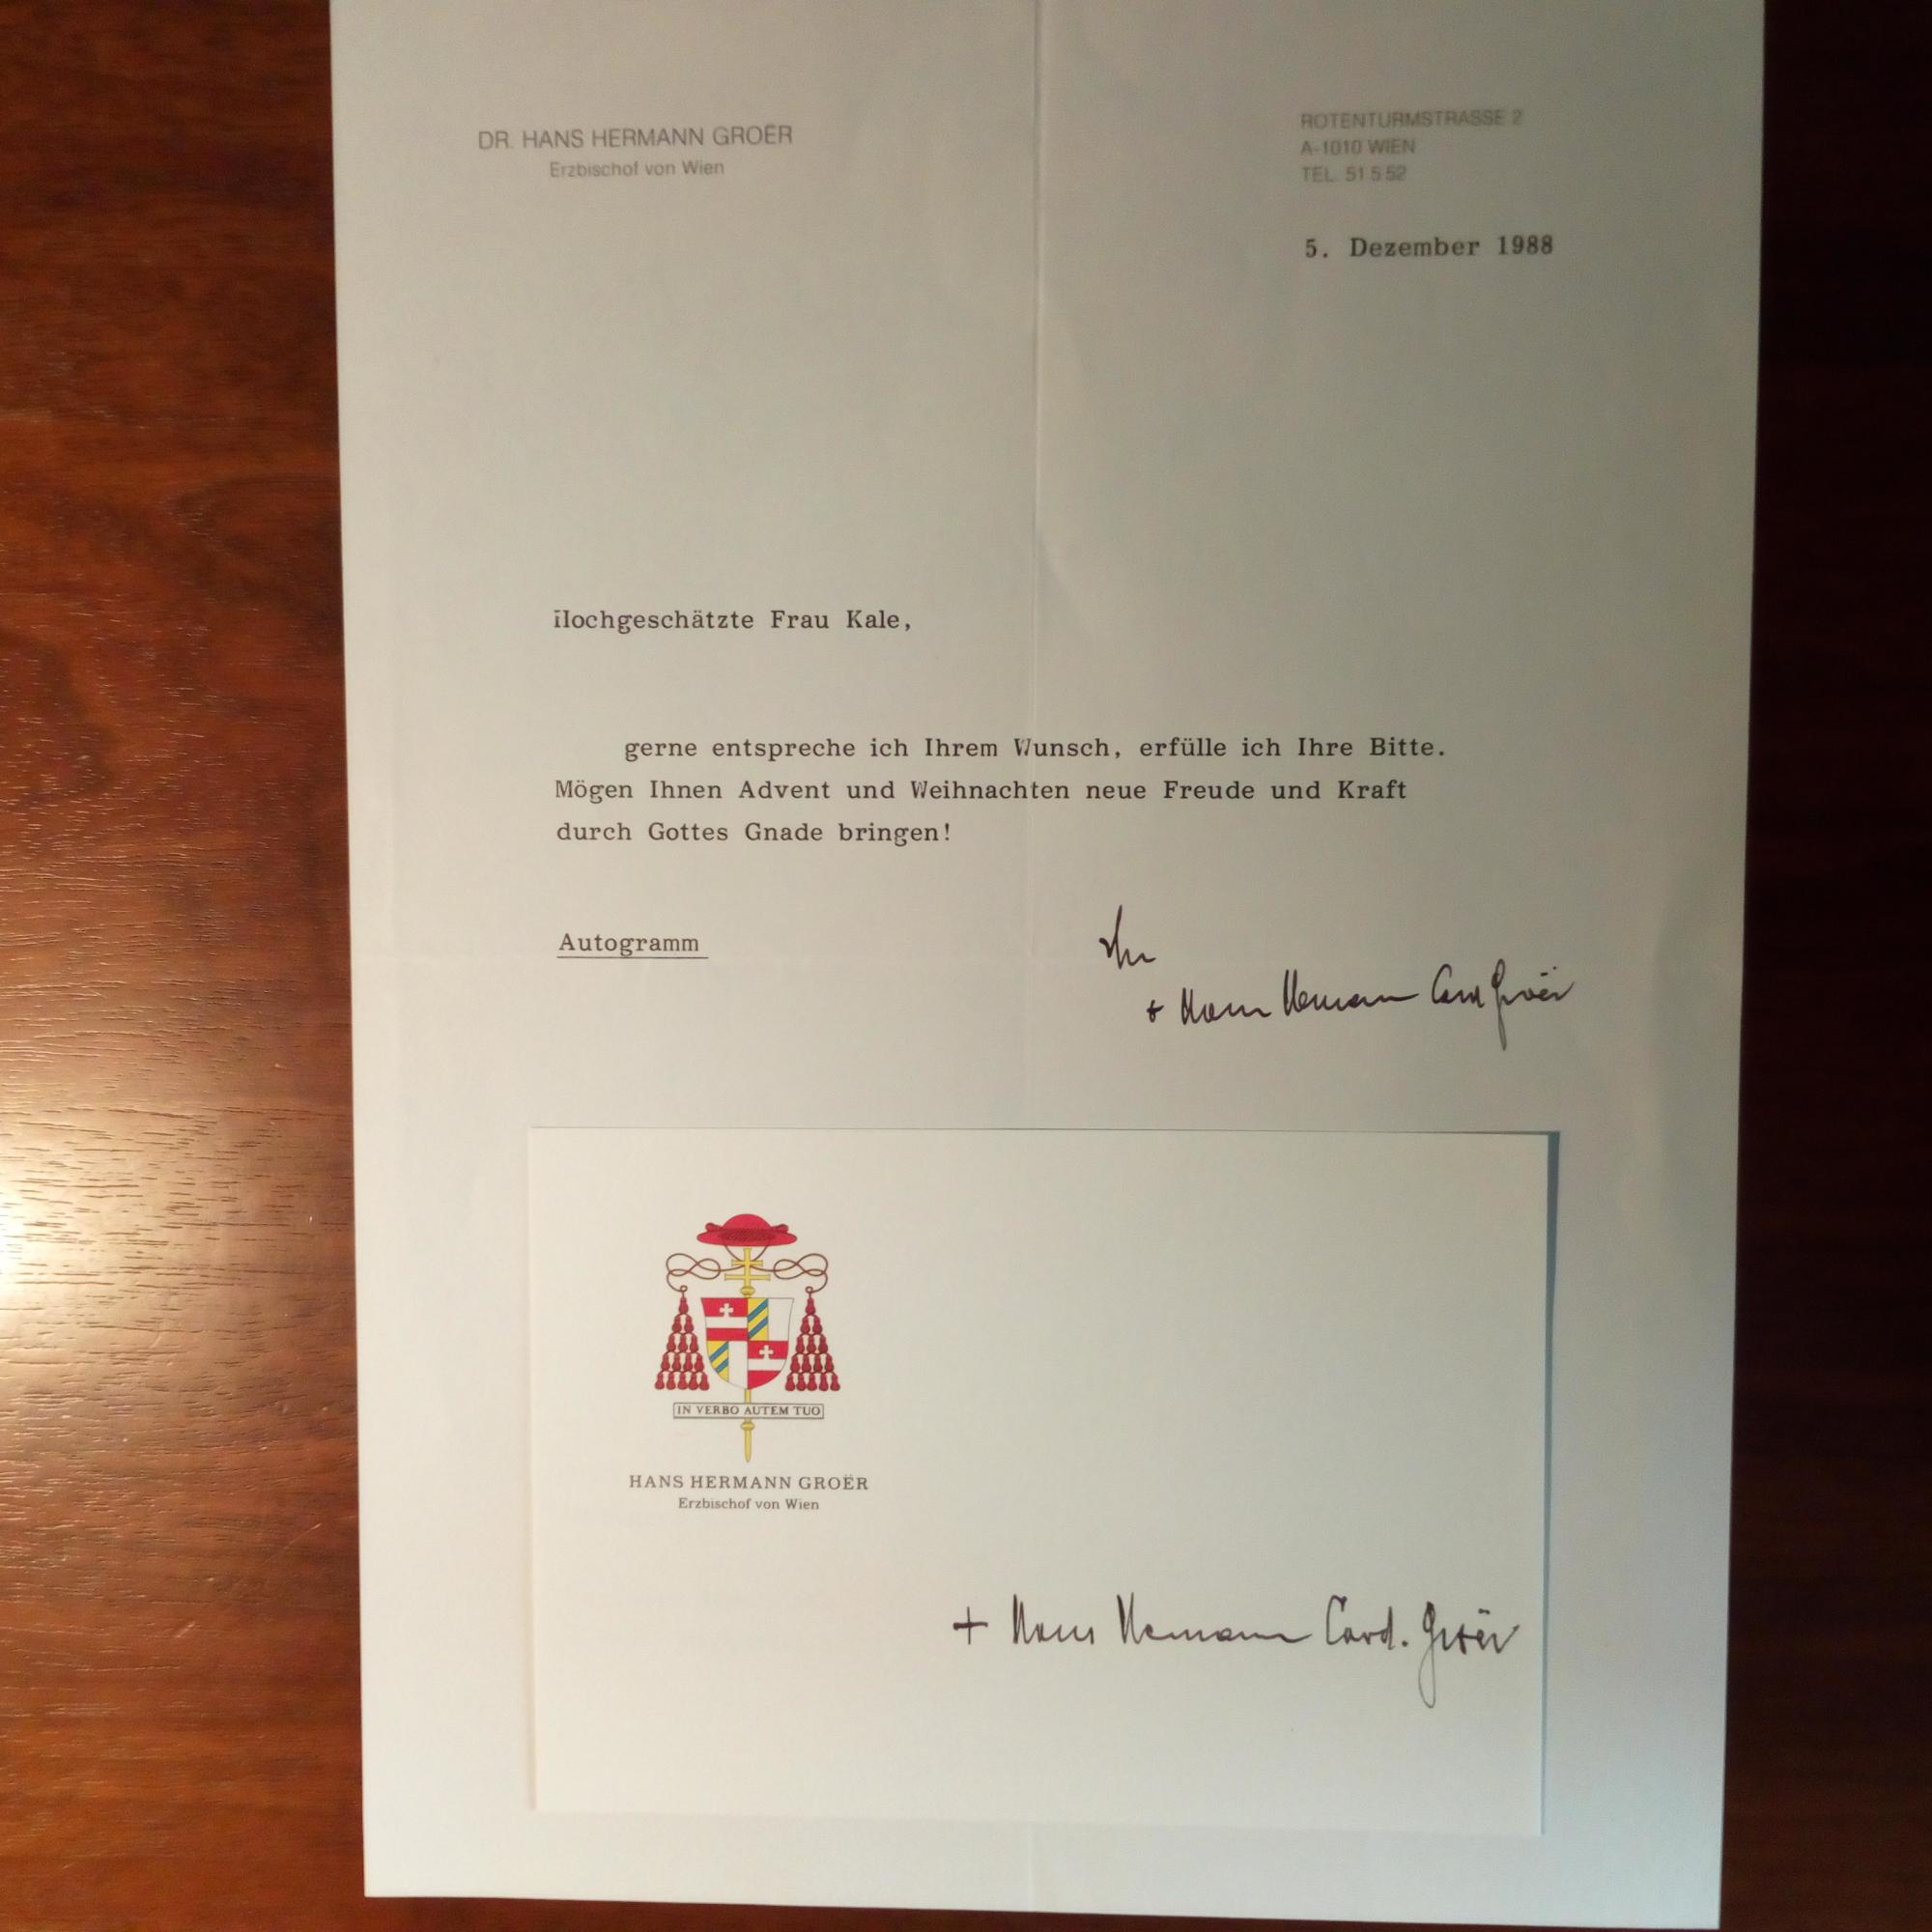 DR. HANS HERMANN GROËR
Erzbischof von Wien
ROTENTURMSTRASSE 2
A-1010 WIEN
TEL. 51 5 52
5. Dezember 1988
Hochgeschätzte Frau Kale,
gerne entspreche ich Ihrem Wunsch, erfülle ich Ihre Bitte.
Mögen Ihnen Advent und Weihnachten neue Freude und Kraft
durch Gottes Gnade bringen!
Autogramm
Ihr
+ Hans Hermann Card Groër
IN VERBO AUTEM TUO
HANS HERMANN GROËR
Erzbischof von Wien
+ Hans Hermann Card. Groër